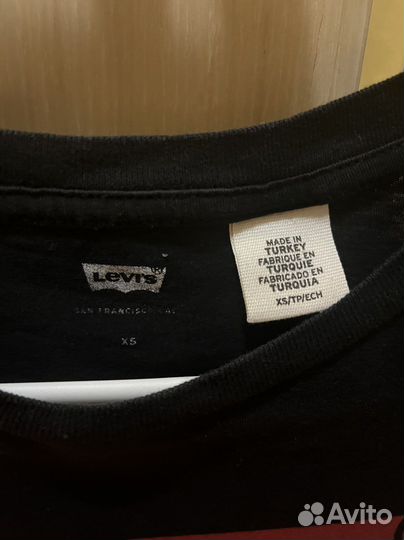 LEVI'S
SAN FRANCISCO CAL
XS
MADE IN
TURKEY
FABRIQUE EN
TURQUIE
FABRICADO EN
TURQUIA
XS/TP/ECH
Avito